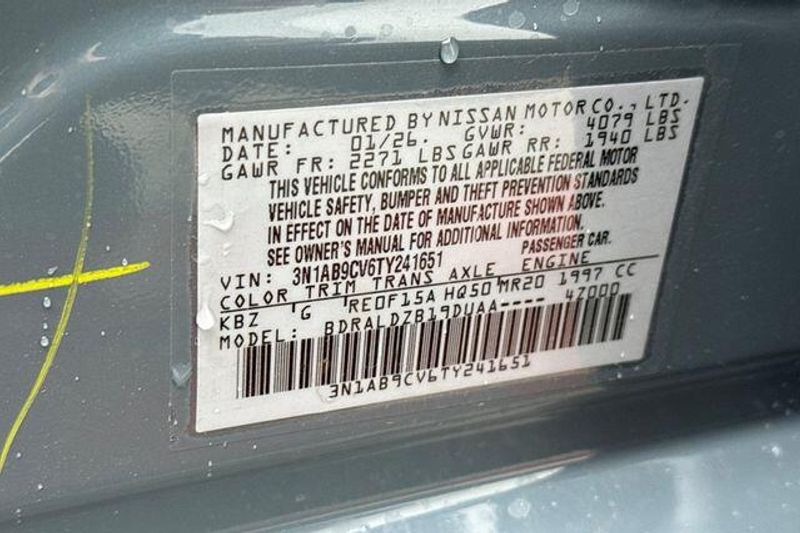 MANUFACTURED BY NISSAN MOTOR CO., LTD.
DATE: 01/26. GVWR: 4079 LBS
GAWR FR: 2271 LBS GAWR RR: 1940 LBS
THIS VEHICLE CONFORMS TO ALL APPLICABLE FEDERAL MOTOR
VEHICLE SAFETY, BUMPER AND THEFT PREVENTION STANDARDS
IN EFFECT ON THE DATE OF MANUFACTURE SHOWN ABOVE.
SEE OWNER'S MANUAL FOR ADDITIONAL INFORMATION.
VIN: 3N1AB9CV6TY241651 PASSENGER CAR.
COLOR TRIM TRANS AXLE ENGINE
KBZ 'G 'RE0F15A HQ50 MR20 1997 CC
MODEL: BDRALDZB19DUAA---- 4Z000
3N1AB9CV6TY241651